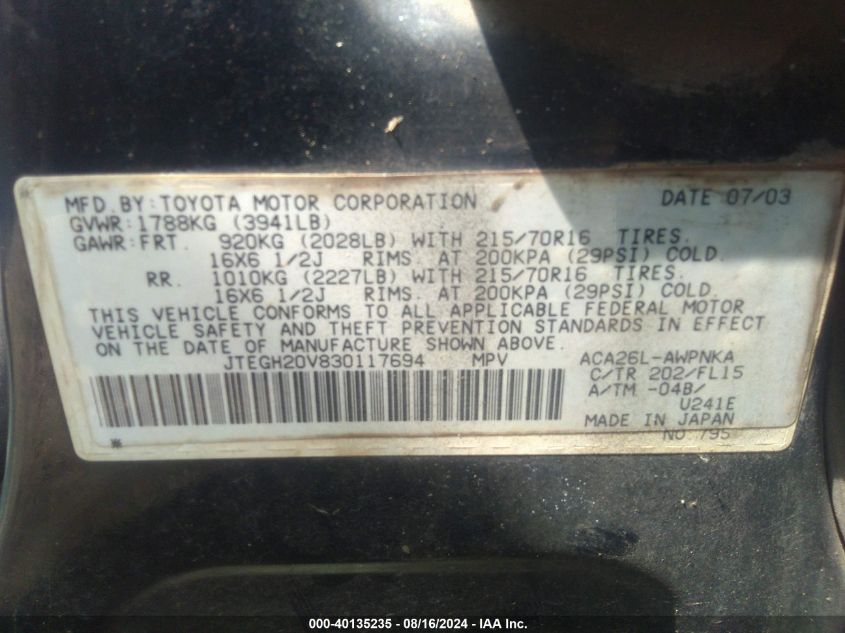 MFD. BY: TOYOTA MOTOR CORPORATION DATE 07/03
GVWR: 1788KG (3941LB)
GAWR: FRT. 920KG (2028LB) WITH 215/70R16 TIRES.
16X6 1/2J RIMS. AT 200KPA (29PSI) COLD.
RR. 1010KG (2227LB) WITH 215/70R16 TIRES.
16X6 1/2J RIMS. AT 200KPA (29PSI) COLD.
THIS VEHICLE CONFORMS TO ALL APPLICABLE FEDERAL MOTOR
VEHICLE SAFETY AND THEFT PREVENTION STANDARDS IN EFFECT
ON THE DATE OF MANUFACTURE SHOWN ABOVE.
JTEGH20V830117694 MPV ACA26L-AWPNKA
C/TR 202/FL15
A/TM -04B/
U241E
MADE IN JAPAN
* NO 795
000-40135235 - 08/16/2024 - IAA Inc.